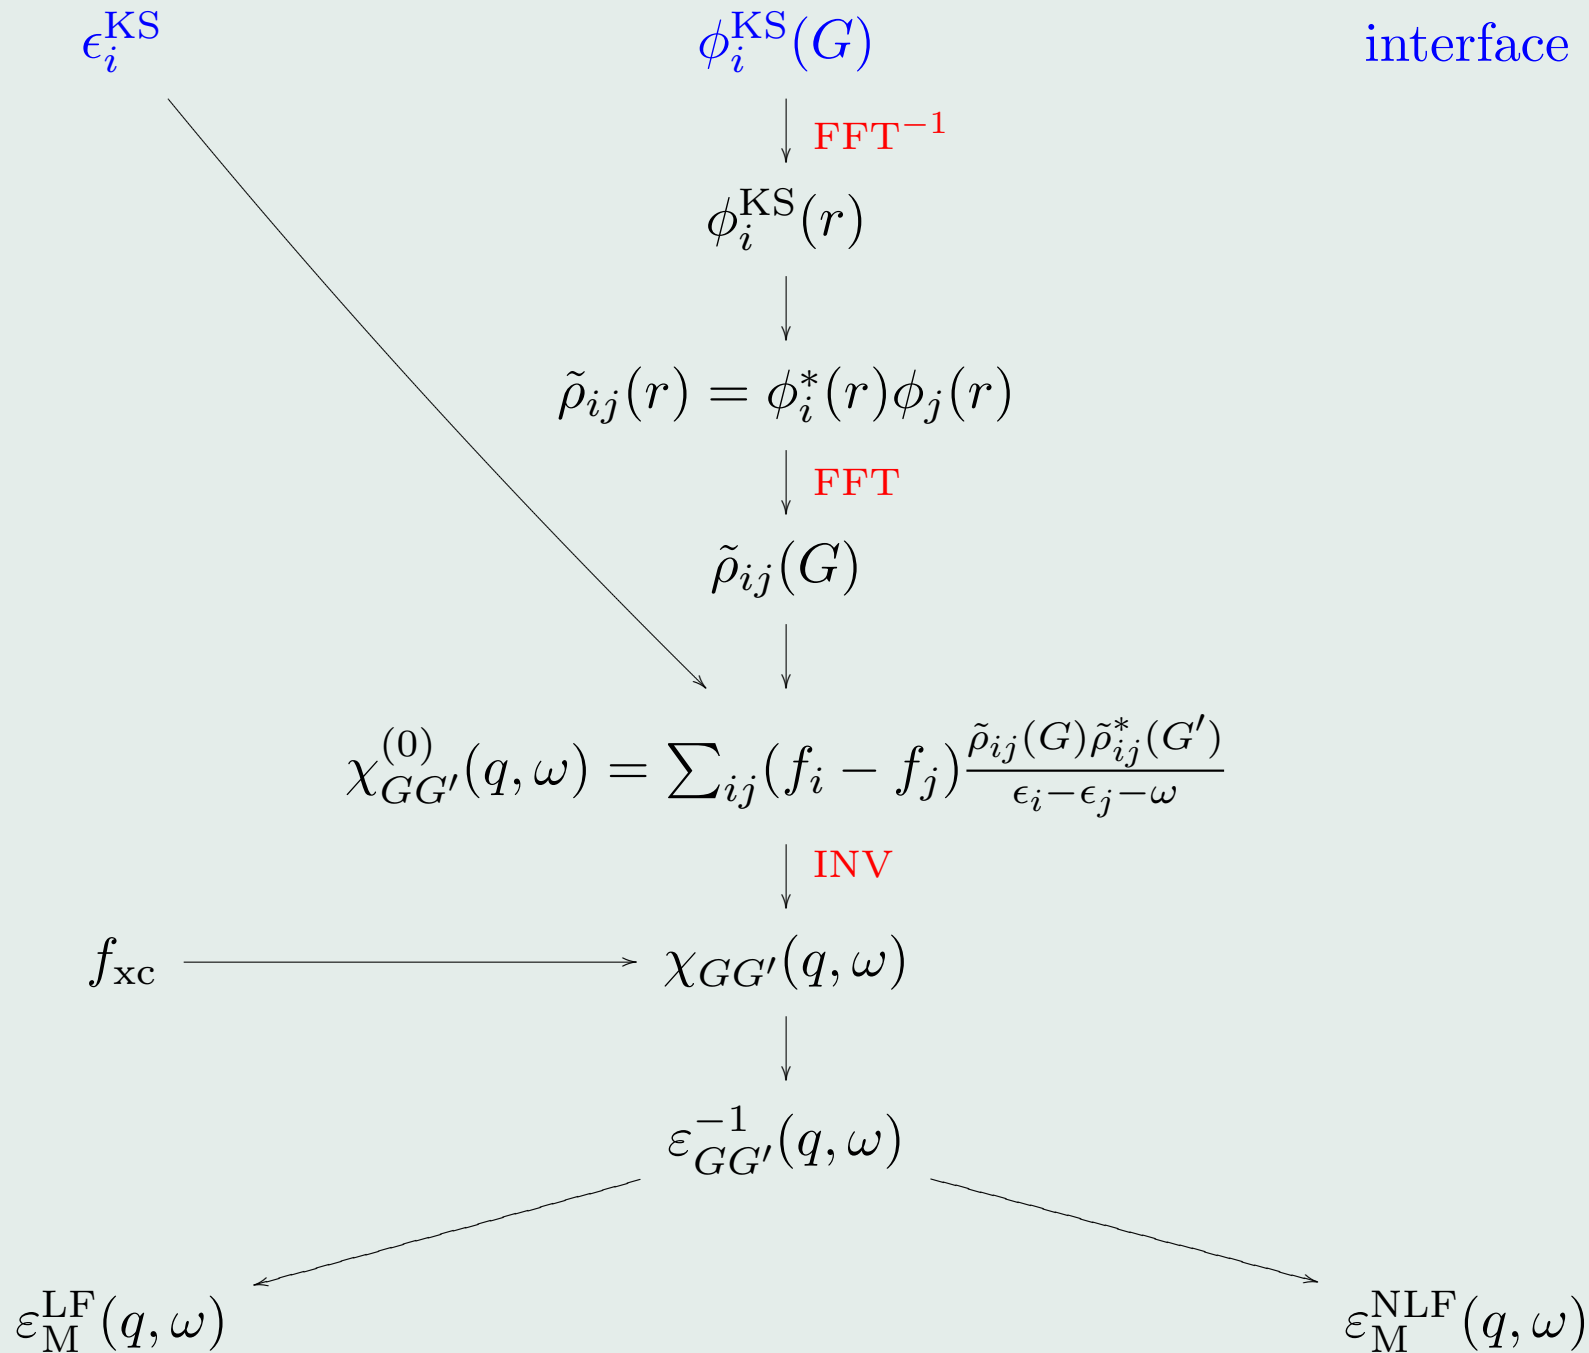 ϵ_i^KS ϕ_i^KS(G) interface
FFT⁻¹
ϕ_i^KS(r)
ρ̃_ij(r) = ϕ_i^*(r)ϕ_j(r)
FFT
ρ̃_ij(G)
χ_GG′^(0)(q, ω) = ∑_ij(f_i − f_j) ρ̃_ij(G)ρ̃_ij^*(G′) / ϵ_i−ϵ_j−ω
INV
f_xc χ_GG′(q, ω)
ε_GG′^−1(q, ω)
ε_M^LF(q, ω) ε_M^NLF(q, ω)